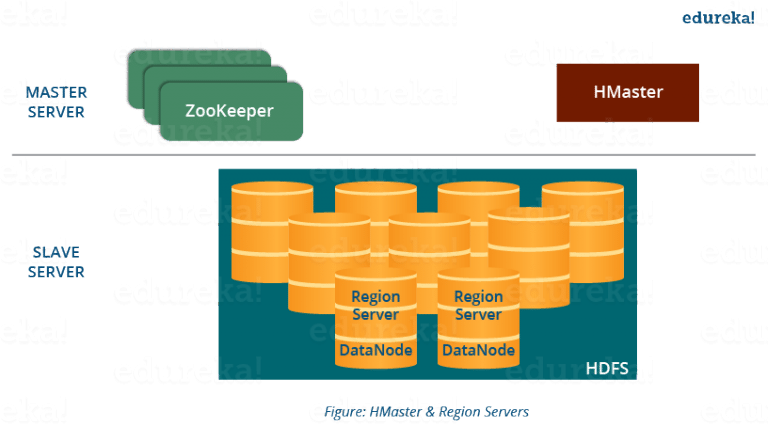 edureka!
MASTER
SERVER
ZooKeeper
HMaster
SLAVE
SERVER
Region
Server
DataNode
Region
Server
DataNode
HDFS
Figure: HMaster & Region Servers